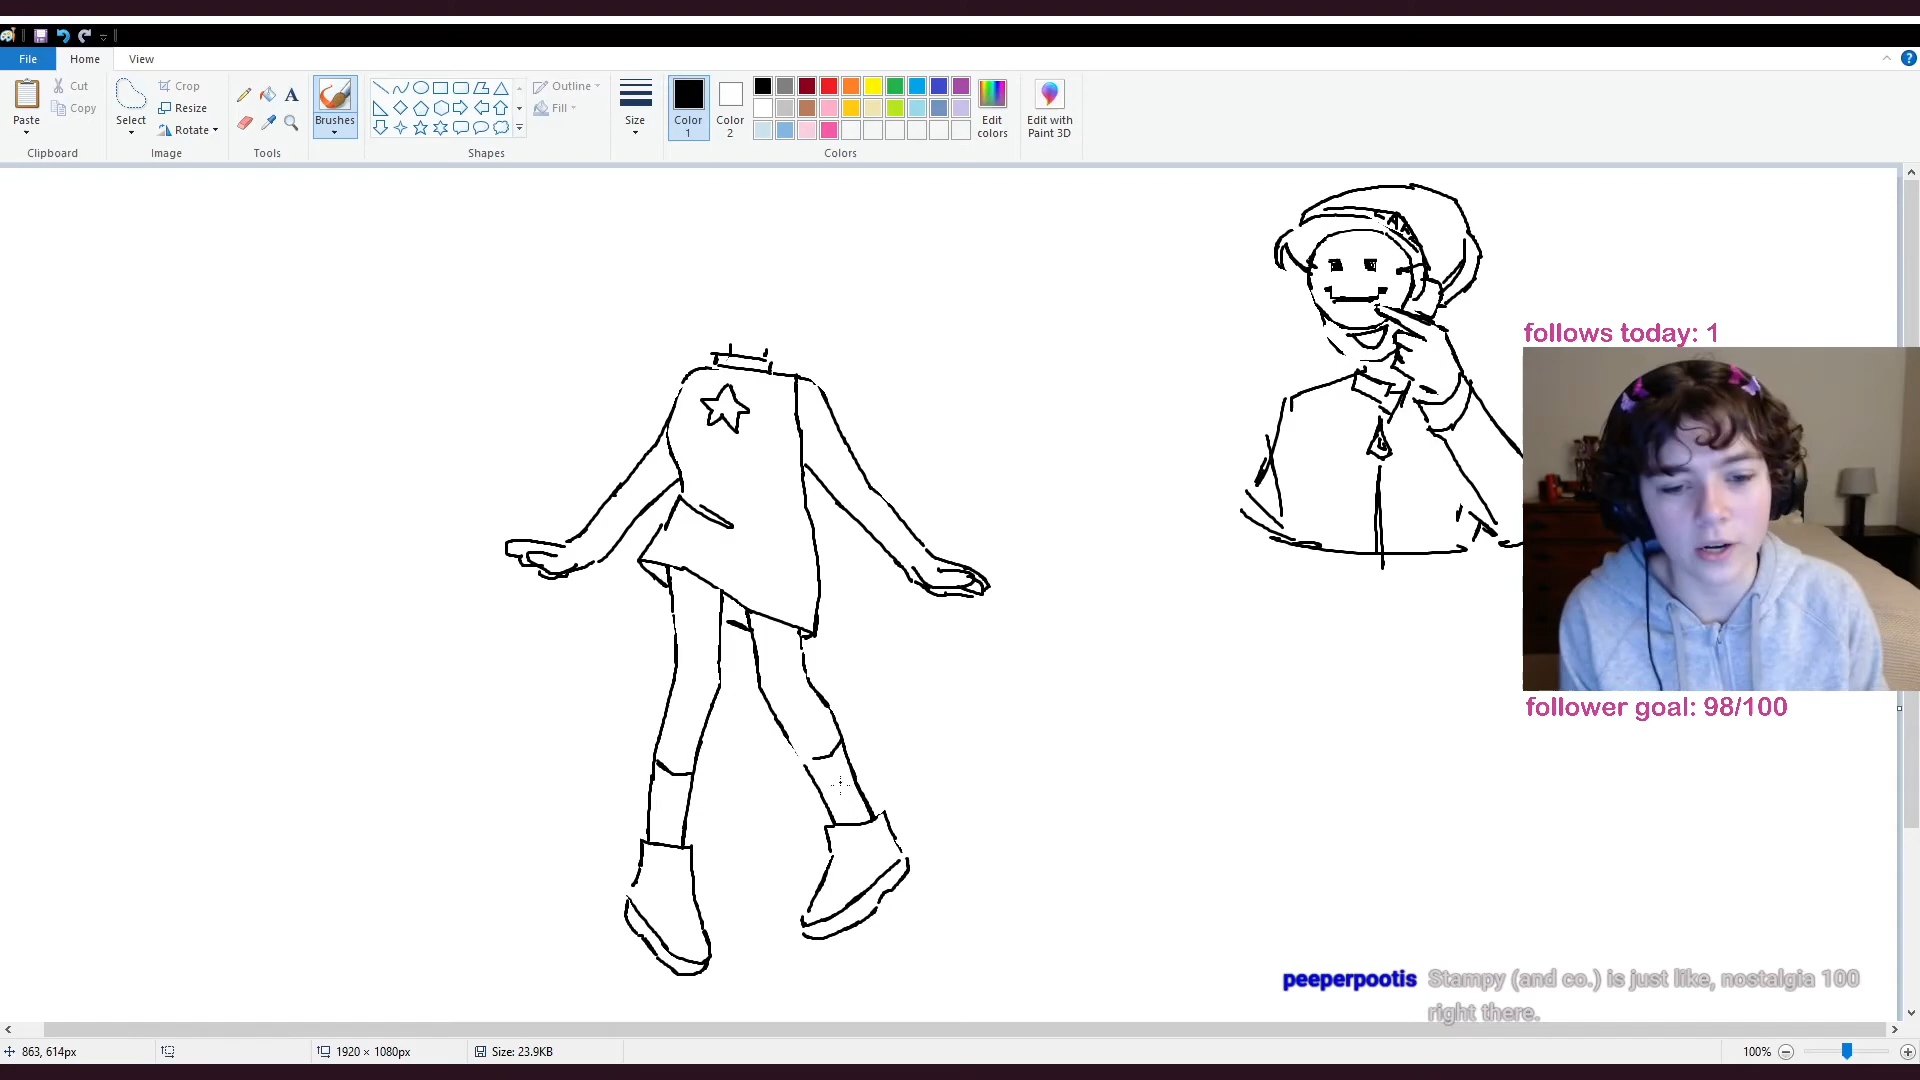 File
Home
View
Paste
Cut
Copy
Clipboard
Select
Crop
Resize
Rotate
Image
A
Tools
Brushes
Shapes
Outline
Fill
Size
Color
1
Color
2
Colors
Edit
colors
Edit with
Paint 3D
?
follows today: 1
follower goal: 98/100
peeperpootis Stampy (and co.) is just like, nostalgia 100
right there.
863, 614px
1920 × 1080px
Size: 23.9KB
100%